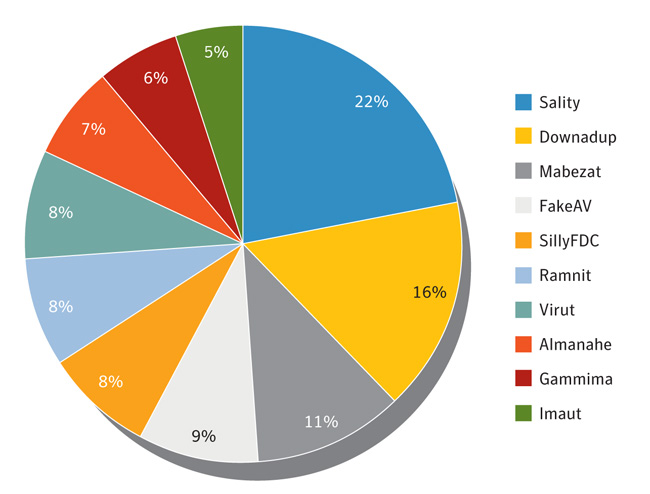 5%
6%
22%
7%
8%
16%
8%
8%
11%
9%
Sality
Downadup
Mabezat
FakeAV
SillyFDC
Ramnit
Virut
Almanahe
Gammima
Imaut